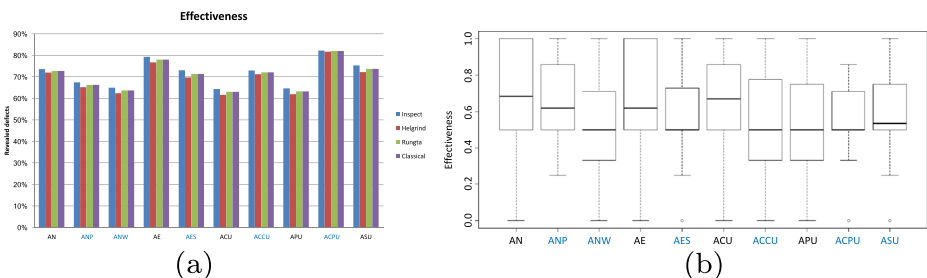 Effectiveness
90%
80%
70%
60%
50%
40%
30%
20%
10%
0%
Revealed defects
AN ANP ANW AE AES ACU ACCU APU ACPU ASU
Inspect
Helgrind
Rungta
Classical
(a)
1.0
0.8
0.6
0.4
0.2
0.0
Effectiveness
AN ANP ANW AE AES ACU ACCU APU ACPU ASU
(b)